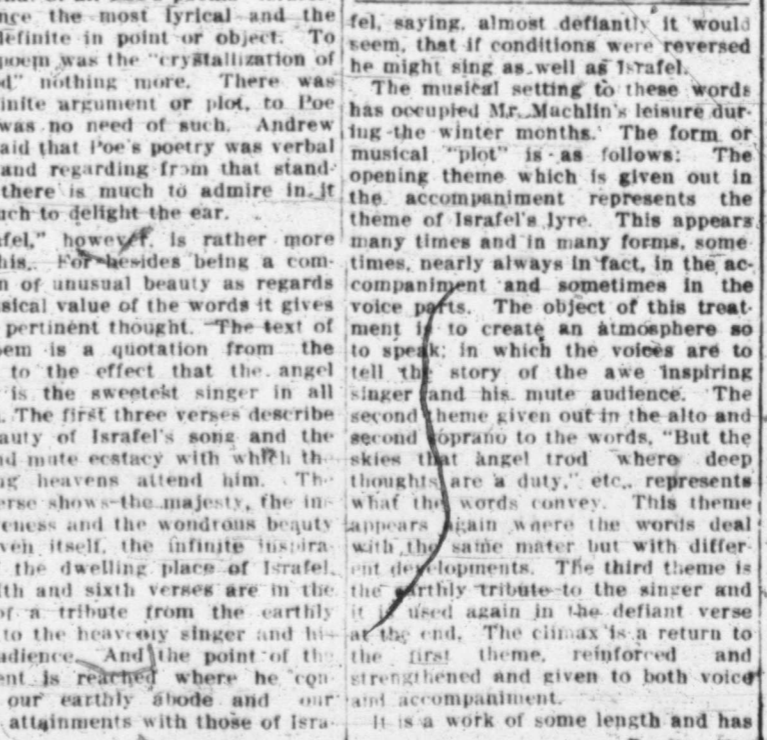 nce the most lyrical and the
definite in point or object. To
poem was the "crystallization of
d" nothing more. There was
inite argument or plot, to Poe
was no need of such. Andrew
aid that Poe's poetry was verbal
and regarding from that stand-
there is much to admire in it
uch to delight the ear.
fel," however, is rather more
his. For besides being a com-
n of unusual beauty as regards
sical value of the words it gives
pertinent thought. The text of
em is a quotation from the
to the effect that the angel
is the sweetest singer in all
. The first three verses describe
auty of Israfel's song and the
nd mute ecstacy with which th
ng heavens attend him. Th
erse shows the majesty, the in-
eness and the wondrous beauty
ven itself, the infinite inspira-
the dwelling place of Israfel.
fth and sixth verses are in the
of a tribute from the earthly
to the heavenly singer and hi
udience. And the point of the
ent is reached where he con-
our earthly abode and our
attainments with those of Isra-
fel, saying, almost defiantly it would
seem, that if conditions were reversed
he might sing as well as Israfel.
The musical setting to these words
has occupied Mr. Machlin's leisure dur-
ing the winter months. The form or
musical "plot" is as follows: The
opening theme which is given out in
the accompaniment represents the
theme of Israfel's lyre. This appears
many times and in many forms, some-
times, nearly always in fact, in the ac-
companiment and sometimes in the
voice parts. The object of this treat-
ment is to create an atmosphere so
to speak; in which the voices are to
tell the story of the awe inspiring
singer and his mute audience. The
second theme given out in the alto and
second soprano to the words, "But the
skies that angel trod where deep
thoughts are a duty," etc., represents
what the words convey. This theme
appears again where the words deal
with the same mater but with differ-
ent developments. The third theme is
the earthly tribute to the singer and
it is used again in the defiant verse
at the end. The climax is a return to
the first theme, reinforced and
strengthened and given to both voice
and accompaniment.
It is a work of some length and has